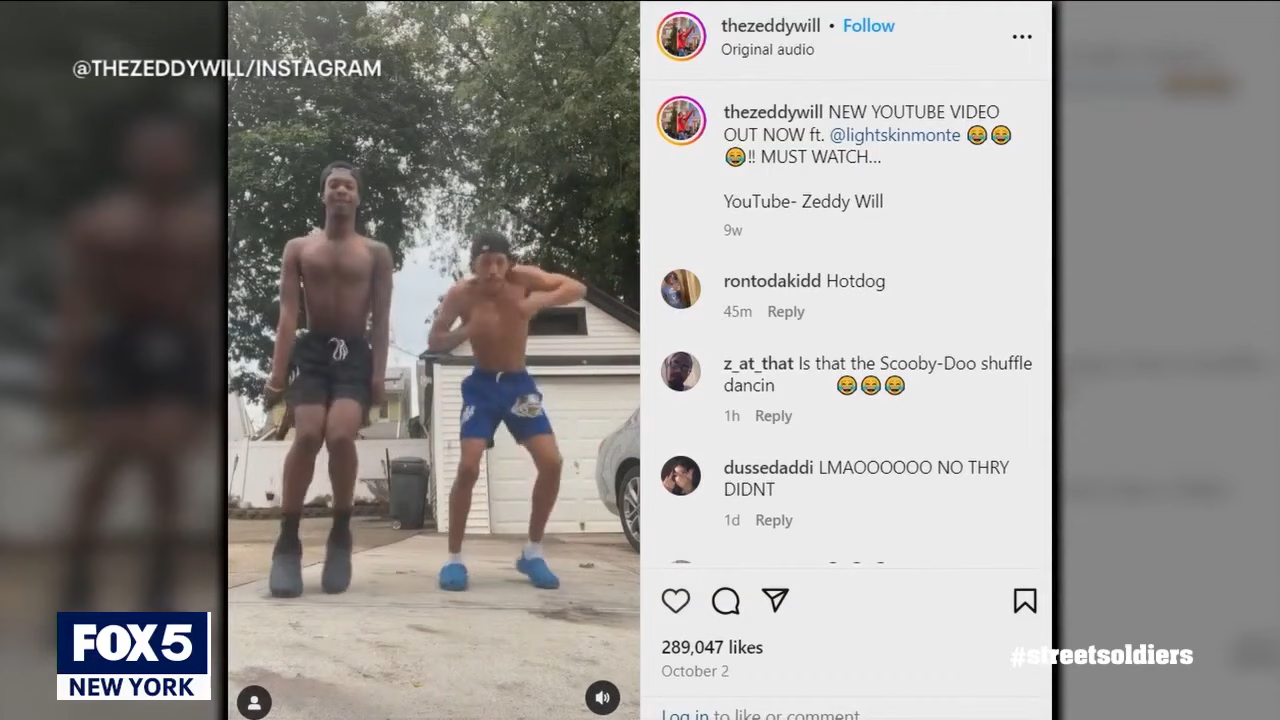 @THEZEDDYWILL/INSTAGRAM
thezeddywill • Follow
Original audio
thezeddywill NEW YOUTUBE VIDEO
OUT NOW ft. @lightskinmonte 😂😂
😂!! MUST WATCH...
YouTube- Zeddy Will
9w
rontodakidd Hotdog
45m Reply
z_at_that Is that the Scooby-Doo shuffle
dancin 😂😂😂
1h Reply
dussedaddi LMAOOOOOO NO THRY
DIDNT
1d Reply
289,047 likes
October 2
Log in to like or comment
FOX 5
NEW YORK
#streetsoldiers